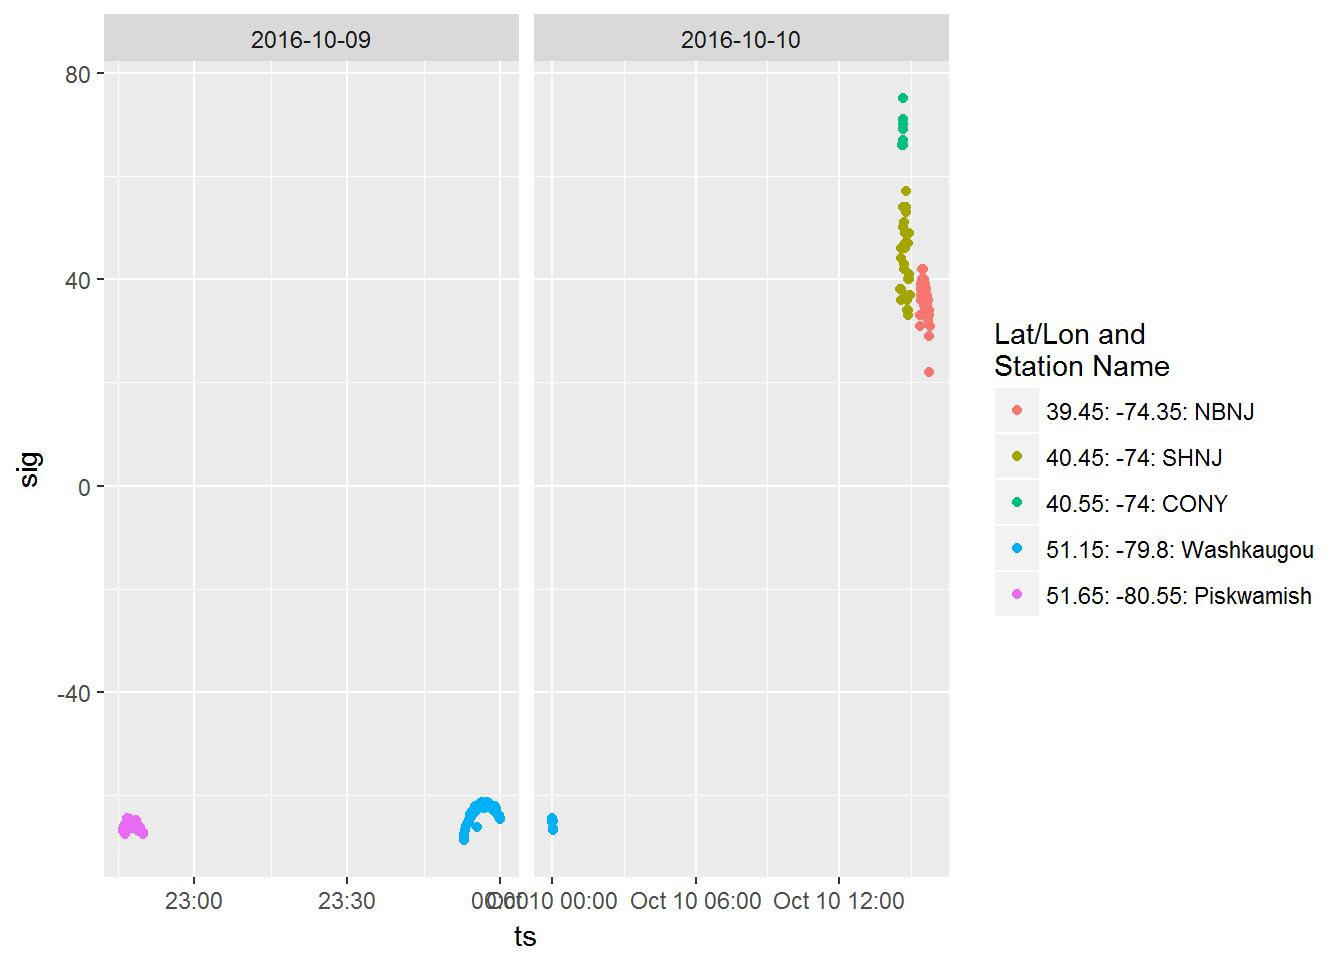 2016-10-09
2016-10-10
80
40
0
-40
sig
23:00
23:30
00:00
Oct 10 00:00
Oct 10 06:00
Oct 10 12:00
ts
Lat/Lon and
Station Name
39.45: -74.35: NBNJ
40.45: -74: SHNJ
40.55: -74: CONY
51.15: -79.8: Washkaugou
51.65: -80.55: Piskwamish